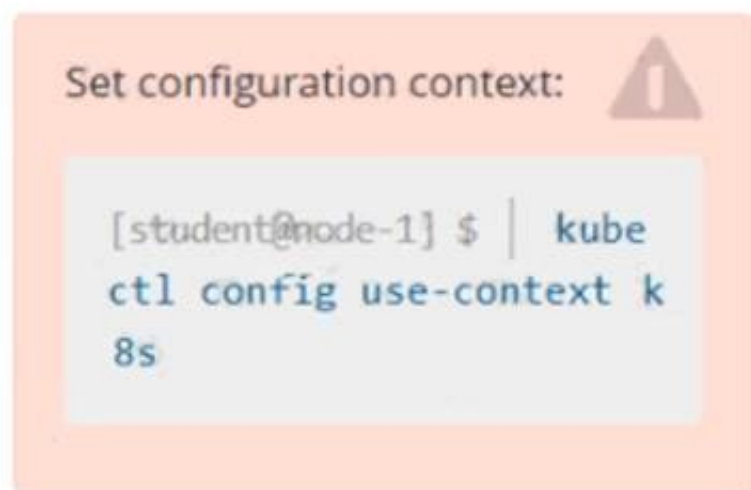 Set configuration context:
[student@node-1] $ | kube
ctl config use-context k
8s